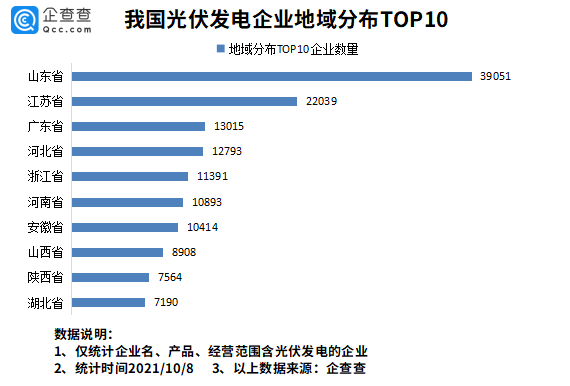 企查查
Qcc.com
我国光伏发电企业地域分布TOP10
地域分布TOP10企业数量
山东省 39051
江苏省 22039
广东省 13015
河北省 12793
浙江省 11391
河南省 10893
安徽省 10414
山西省 8908
陕西省 7564
湖北省 7190
数据说明：
1、仅统计企业名、产品、经营范围含光伏发电的企业
2、统计时间2021/10/8 3、以上数据来源：企查查